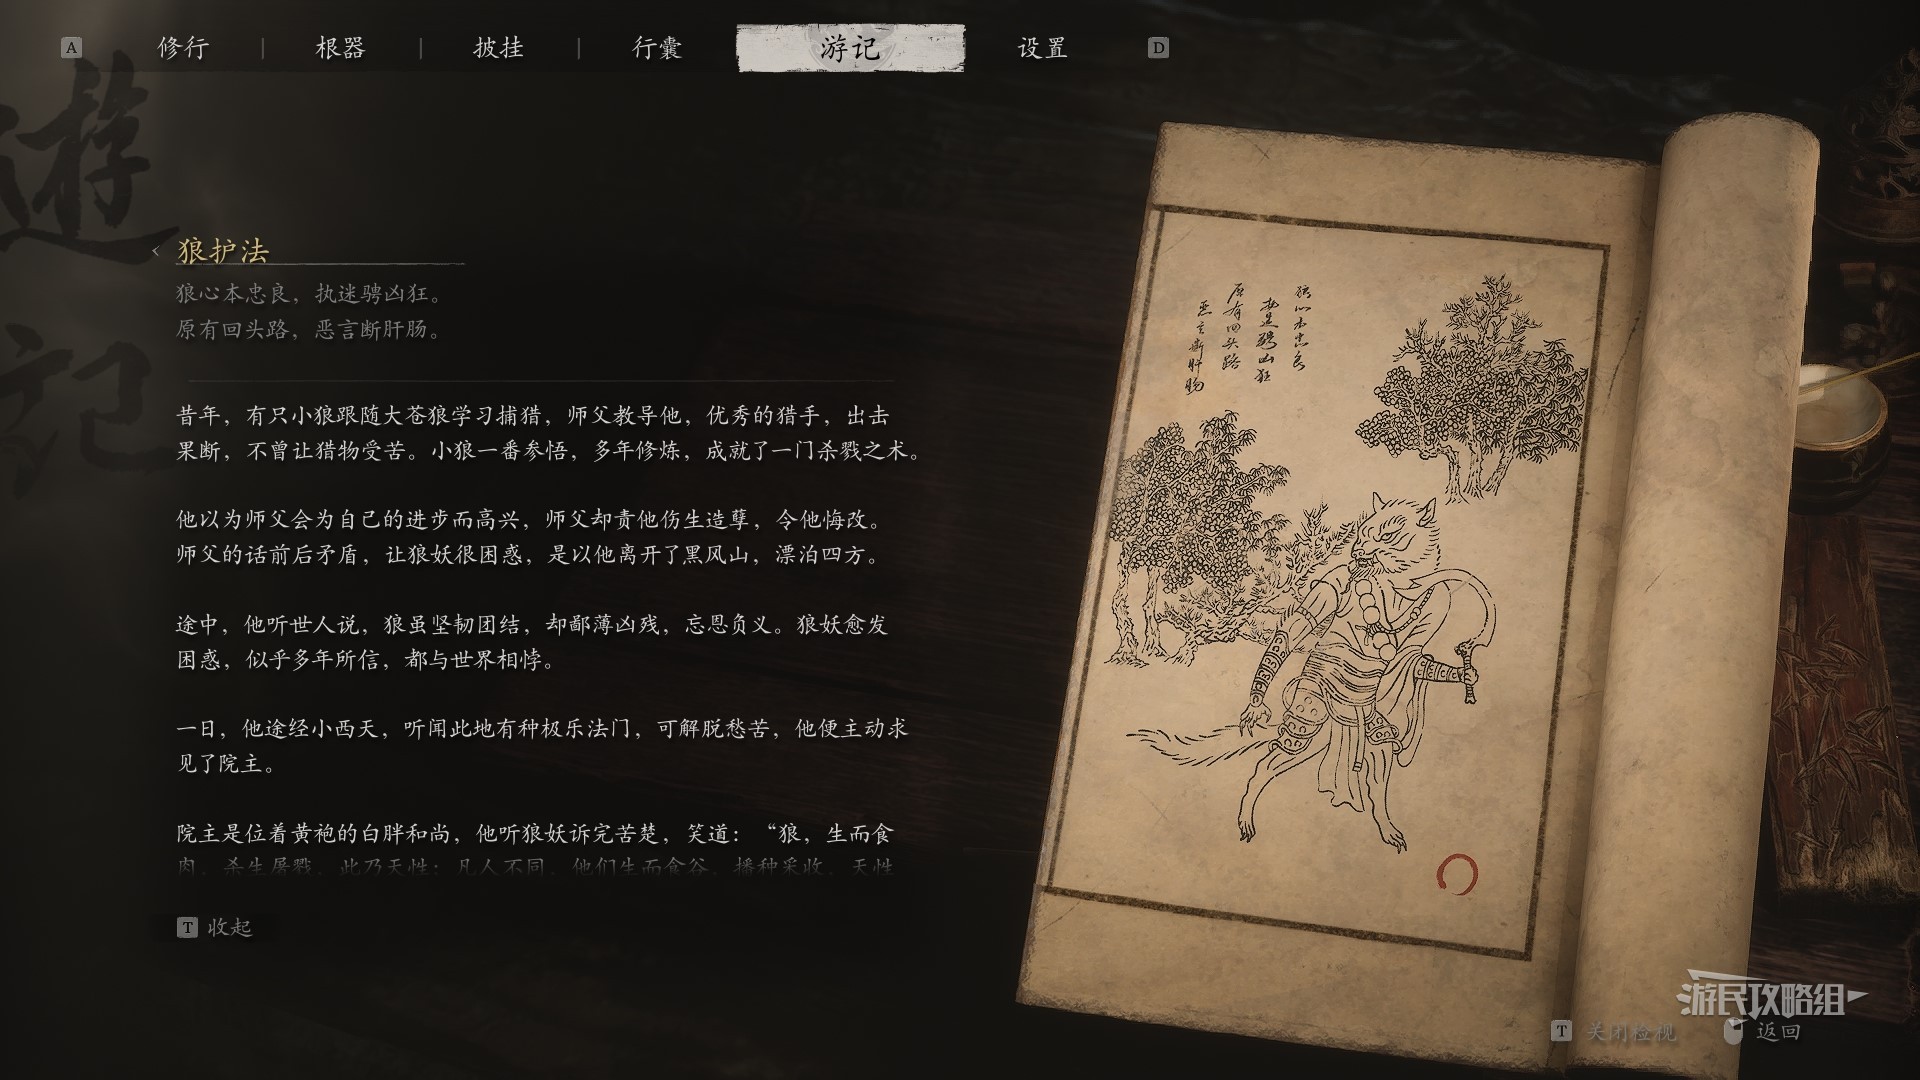 A
修行 | 根器 | 披挂 | 行囊 | 游记 | 设置
D
遊
記
狼护法
狼心本忠良，执迷骋凶狂。
原有回头路，恶言断肝肠。
昔年，有只小狼跟随大苍狼学习捕猎，师父教导他，优秀的猎手，出击
果断，不曾让猎物受苦。小狼一番参悟，多年修炼，成就了一门杀戮之术。
他以为师父会为自己的进步而高兴，师父却责他伤生造孽，令他悔改。
师父的话前后矛盾，让狼妖很困惑，是以他离开了黑风山，漂泊四方。
途中，他听世人说，狼虽坚韧团结，却鄙薄凶残，忘恩负义。狼妖愈发
困惑，似乎多年所信，都与世界相悖。
一日，他途经小西天，听闻此地有种极乐法门，可解脱愁苦，他便主动求
见了院主。
院主是位着黄袍的白胖和尚，他听狼妖诉完苦楚，笑道：“狼，生而食
肉，杀生屠戮，此乃天性；凡人不同，他们生而食谷，播种采收，天性
T 收起
狼心本忠良
执迷骋凶狂
原有回头路
恶言断肝肠
游民攻略组
T 关闭检视 返回